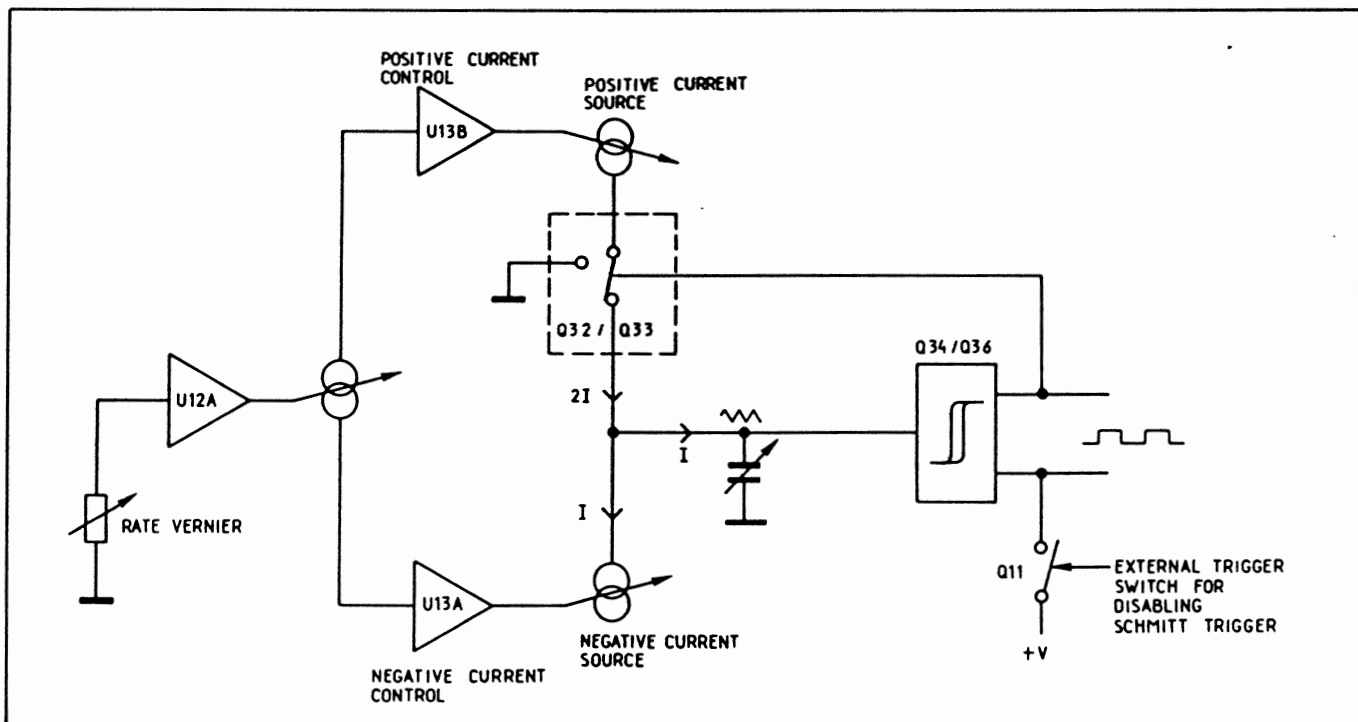 POSITIVE CURRENT
CONTROL
POSITIVE CURRENT
SOURCE
U13B
Q32 / Q33
Q34/Q36
U12A
2I
I
RATE VERNIER
I
U13A
Q11
EXTERNAL TRIGGER
SWITCH FOR
DISABLING
SCHMITT TRIGGER
+V
NEGATIVE CURRENT
SOURCE
NEGATIVE CURRENT
CONTROL